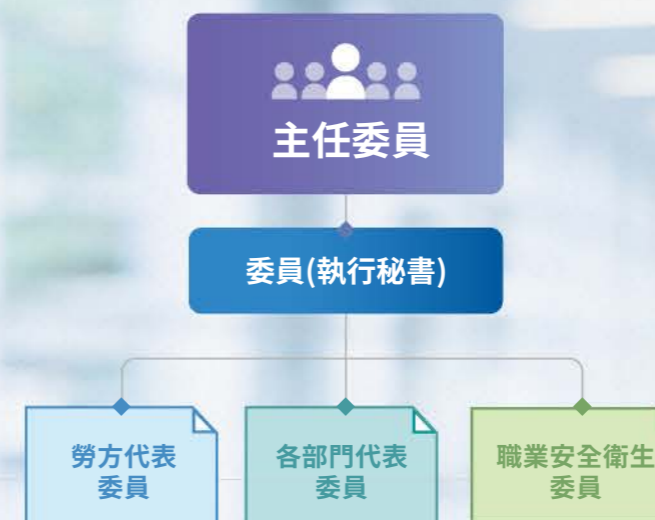 主任委員
委員(執行秘書)
勞方代表
委員
各部門代表
委員
職業安全衛生
委員